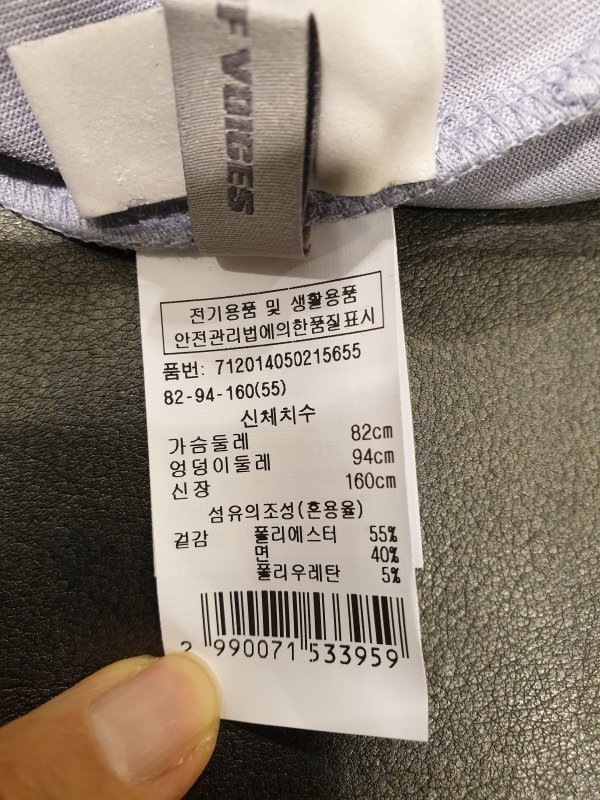 F VOICES
전기용품 및 생활용품
안전관리법에의한품질표시
품번: 712014050215655
82-94-160(55)
신체치수
가슴둘레 82cm
엉덩이둘레 94cm
신장 160cm
섬유의조성(혼용율)
겉감 폴리에스터 55%
면 40%
폴리우레탄 5%
2 990071 533959